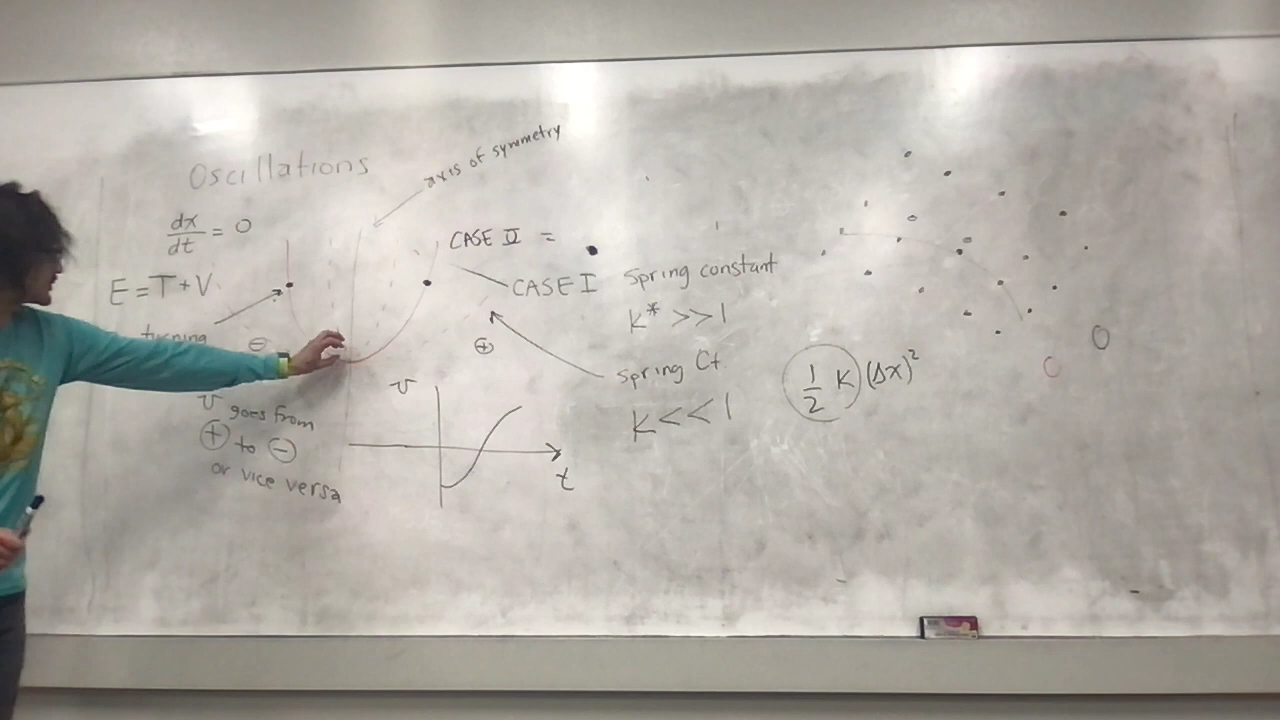 Oscillations
axis of symmetry
dx/dt = 0
E = T + V
turning
⊖
v goes from
⊕ to ⊖
or vice versa
CASE II =
CASE I
⊕
v
t
Spring constant
K* >> 1
Spring Ct
K << 1
1/2 K (Δx)²